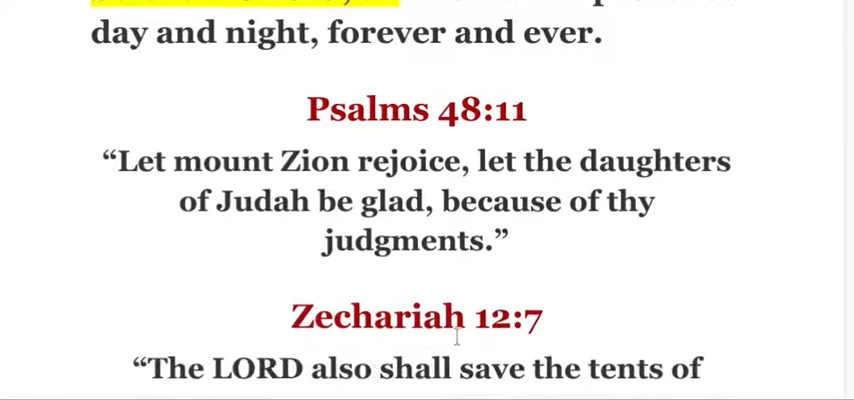 day and night, forever and ever.
Psalms 48:11
“Let mount Zion rejoice, let the daughters
of Judah be glad, because of thy
judgments.”
Zechariah 12:7
“The LORD also shall save the tents of